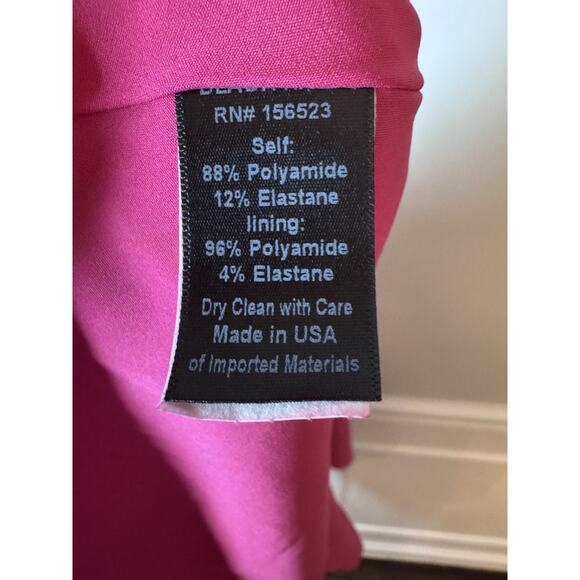 RN# 156523
Self:
88% Polyamide
12% Elastane
lining:
96% Polyamide
4% Elastane
Dry Clean with Care
Made in USA
of Imported Materials